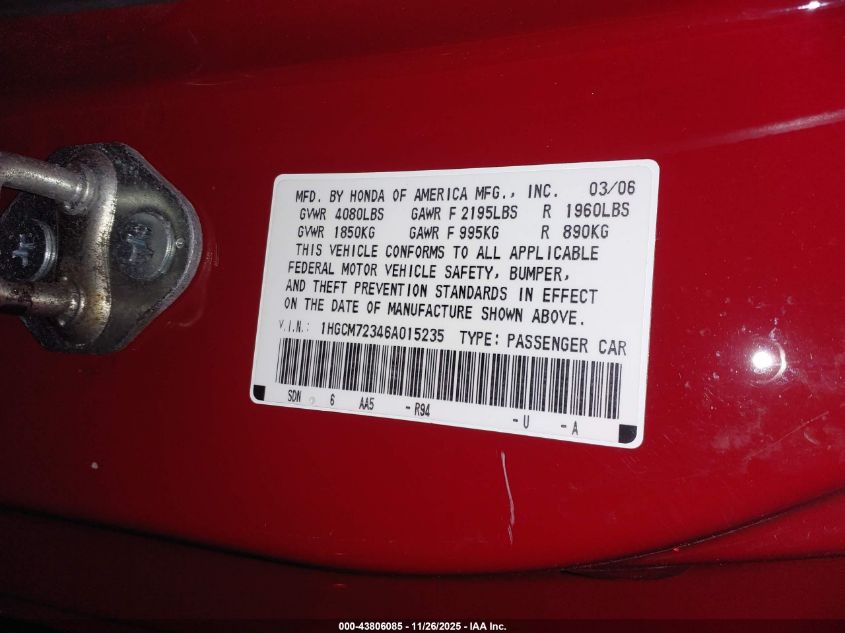 MFD. BY HONDA OF AMERICA MFG., INC. 03/06
GVWR 4080LBS GAWR F 2195LBS R 1960LBS
GVWR 1850KG GAWR F 995KG R 890KG
THIS VEHICLE CONFORMS TO ALL APPLICABLE
FEDERAL MOTOR VEHICLE SAFETY, BUMPER,
AND THEFT PREVENTION STANDARDS IN EFFECT
ON THE DATE OF MANUFACTURE SHOWN ABOVE.
V.I.N.: 1HGCM72346A015235 TYPE: PASSENGER CAR
SDN 6 AA5 - R94 - U - A
000-43806085 - 11/26/2025 - IAA Inc.